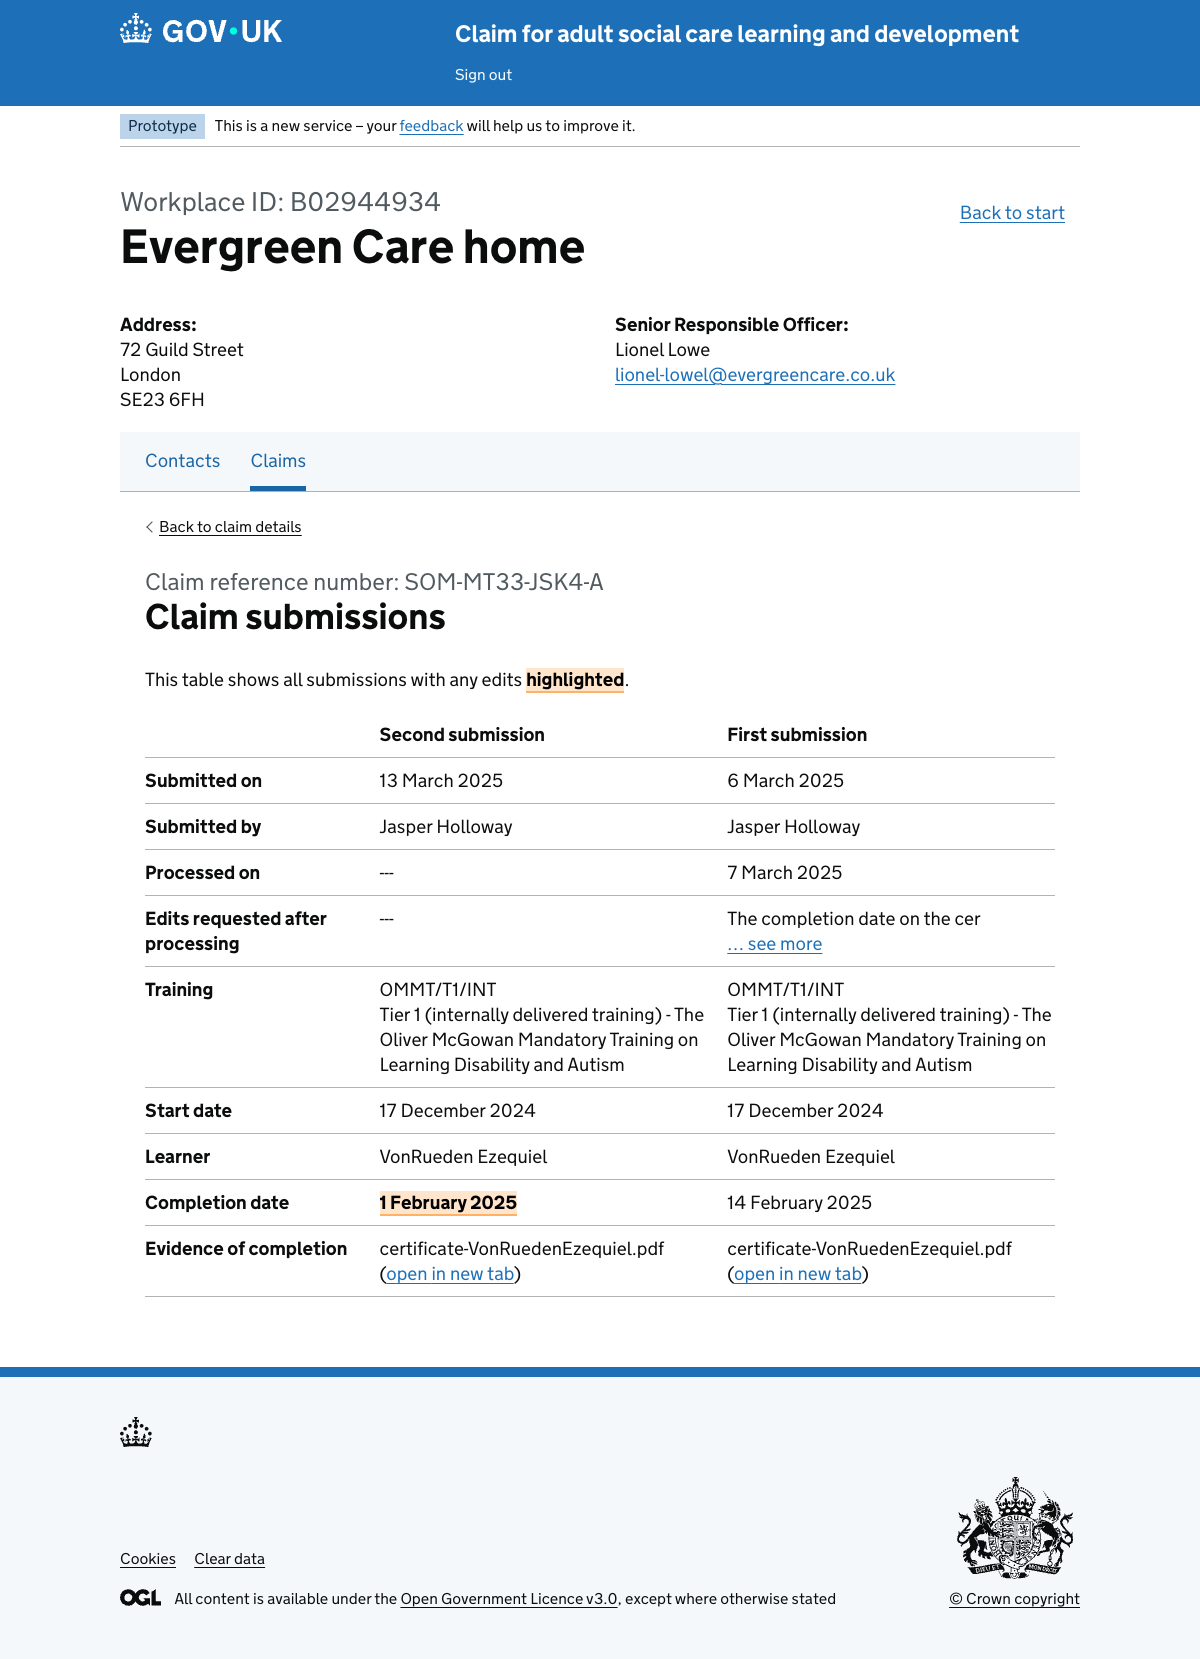 GOV·UK
Claim for adult social care learning and development
Sign out
Prototype This is a new service – your feedback will help us to improve it.
Workplace ID: B02944934
Back to start
Evergreen Care home
Address:
72 Guild Street
London
SE23 6FH
Senior Responsible Officer:
Lionel Lowe
lionel-lowel@evergreencare.co.uk
Contacts Claims
Back to claim details
Claim reference number: SOM-MT33-JSK4-A
Claim submissions
This table shows all submissions with any edits highlighted.
Second submission First submission
Submitted on 13 March 2025 6 March 2025
Submitted by Jasper Holloway Jasper Holloway
Processed on --- 7 March 2025
Edits requested after processing --- The completion date on the cer
… see more
Training OMMT/T1/INT OMMT/T1/INT
Tier 1 (internally delivered training) - The Tier 1 (internally delivered training) - The
Oliver McGowan Mandatory Training on Oliver McGowan Mandatory Training on
Learning Disability and Autism Learning Disability and Autism
Start date 17 December 2024 17 December 2024
Learner VonRueden Ezequiel VonRueden Ezequiel
Completion date 1 February 2025 14 February 2025
Evidence of completion certificate-VonRuedenEzequiel.pdf certificate-VonRuedenEzequiel.pdf
(open in new tab) (open in new tab)
Cookies Clear data
OGL All content is available under the Open Government Licence v3.0, except where otherwise stated
© Crown copyright